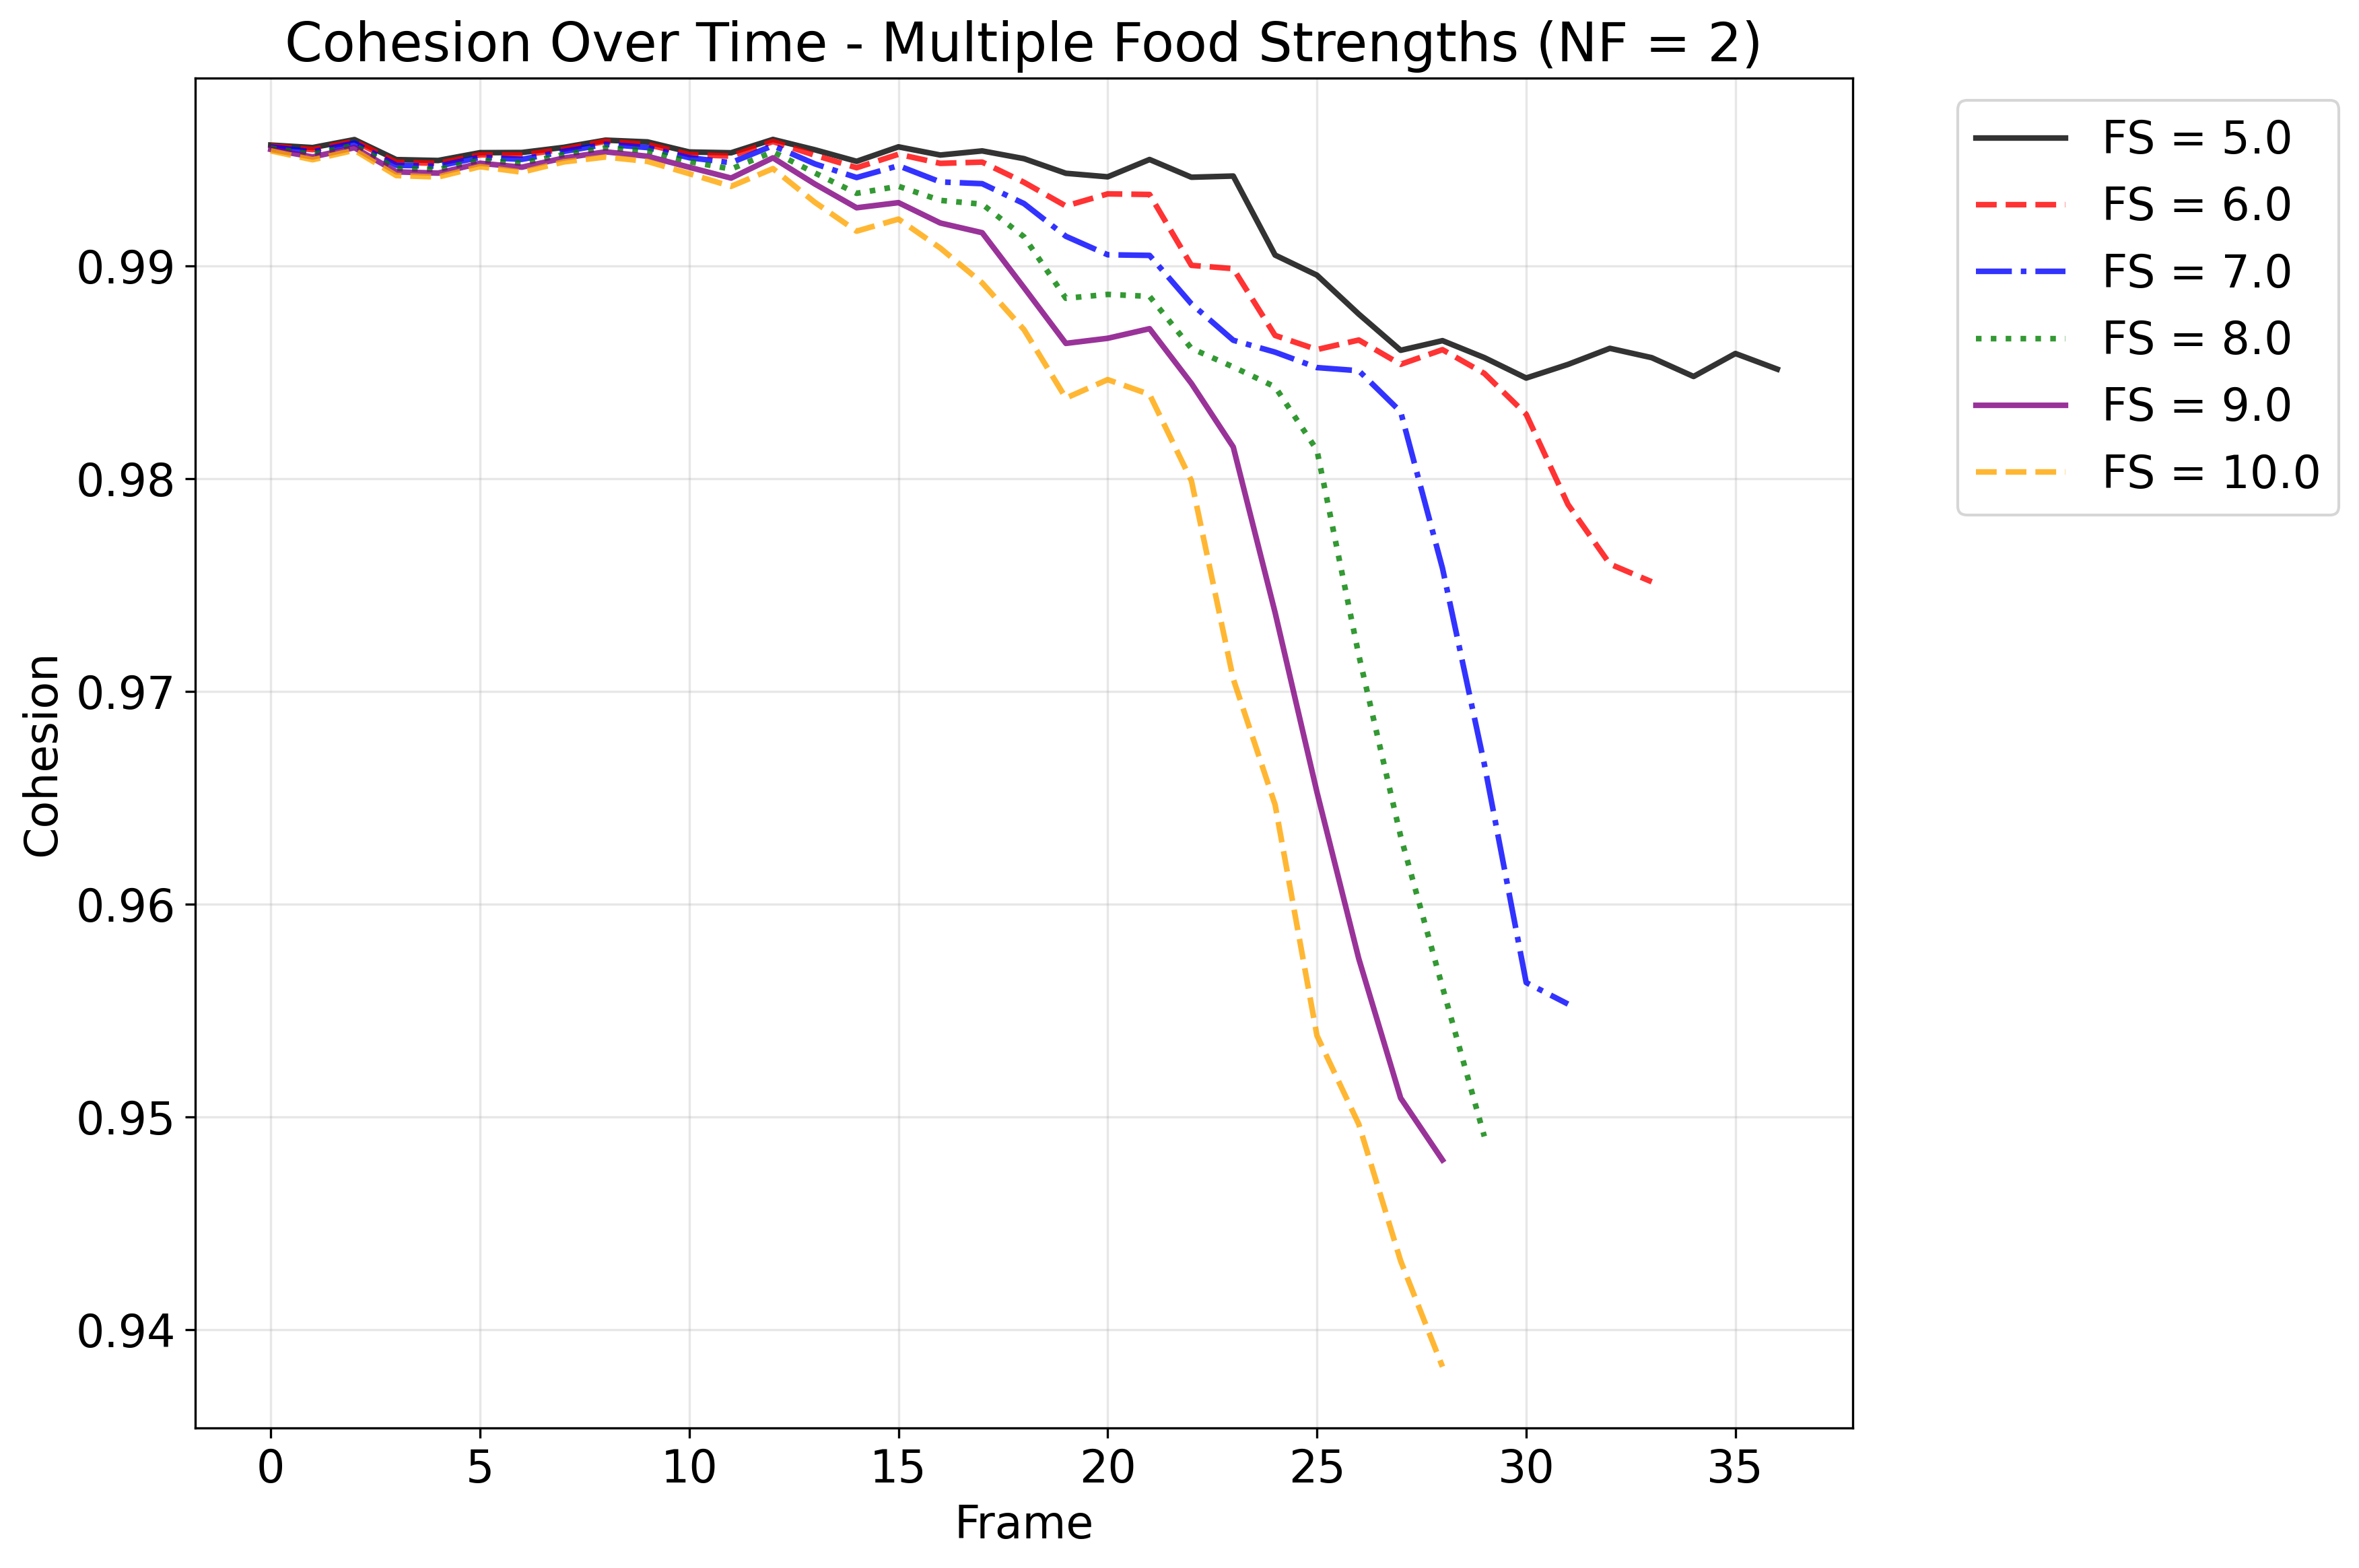 Cohesion Over Time - Multiple Food Strengths (NF = 2)
FS = 5.0
FS = 6.0
FS = 7.0
FS = 8.0
FS = 9.0
FS = 10.0
Cohesion
0.99
0.98
0.97
0.96
0.95
0.94
0 5 10 15 20 25 30 35
Frame